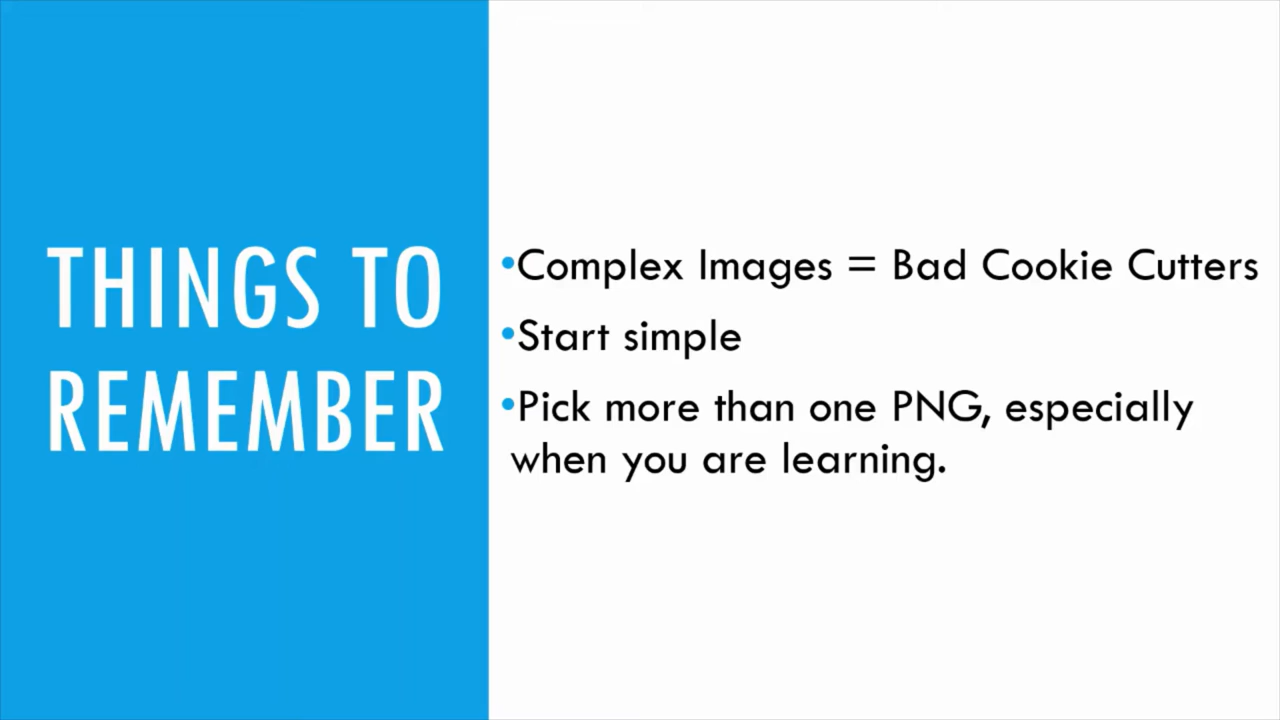 THINGS TO
REMEMBER
•Complex Images = Bad Cookie Cutters
•Start simple
•Pick more than one PNG, especially
when you are learning.